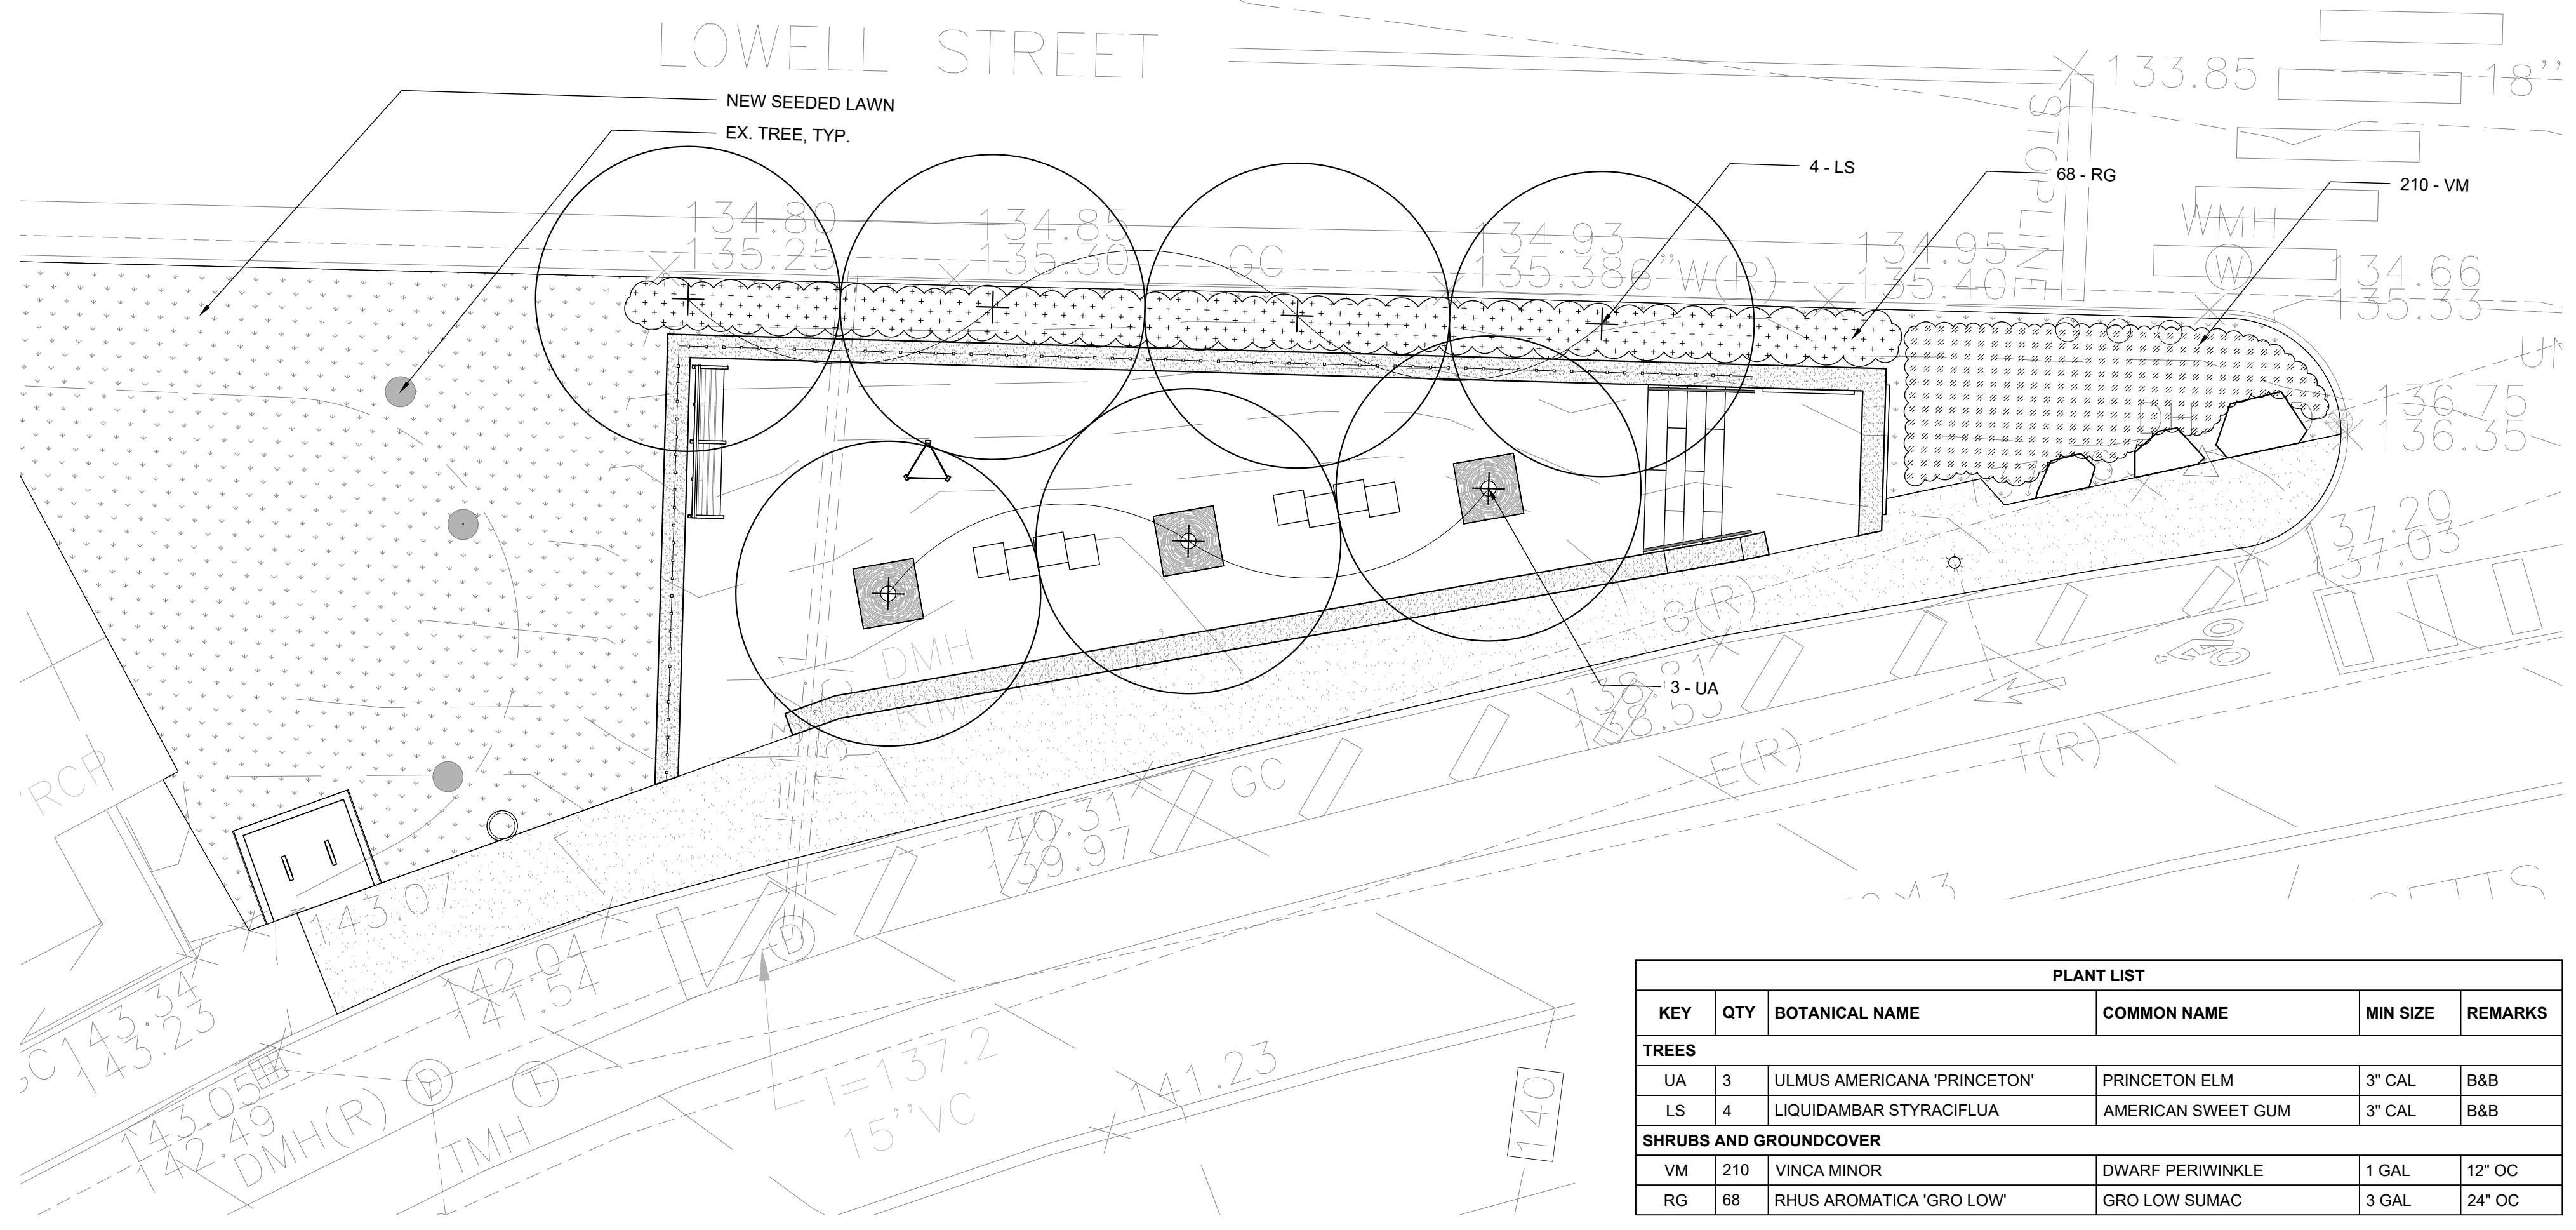 LOWELL STREET
133.85
18''
NEW SEEDED LAWN
EX. TREE, TYP.
STOPLINE
4 - LS
68 - RG
210 - VM
WMH
W
134.80
135.25
134.85
135.30
GC
134.93
135.38
6''W(R)
134.95
135.40
134.66
135.33
136.75
136.35
137.20
137.03
G(R)
DMH
3 - UA
138.55
E(R)
T(R)
GC
140.31
139.97
RCP
143.07
142.04
141.54
D
143.34
143.23
143.05
142.49
DMH(R)
D
T
TMH
I=137.2
15''VC
141.23
140
PLANT LIST
KEY QTY BOTANICAL NAME COMMON NAME MIN SIZE REMARKS
TREES
UA 3 ULMUS AMERICANA 'PRINCETON' PRINCETON ELM 3" CAL B&B
LS 4 LIQUIDAMBAR STYRACIFLUA AMERICAN SWEET GUM 3" CAL B&B
SHRUBS AND GROUNDCOVER
VM 210 VINCA MINOR DWARF PERIWINKLE 1 GAL 12" OC
RG 68 RHUS AROMATICA 'GRO LOW' GRO LOW SUMAC 3 GAL 24" OC